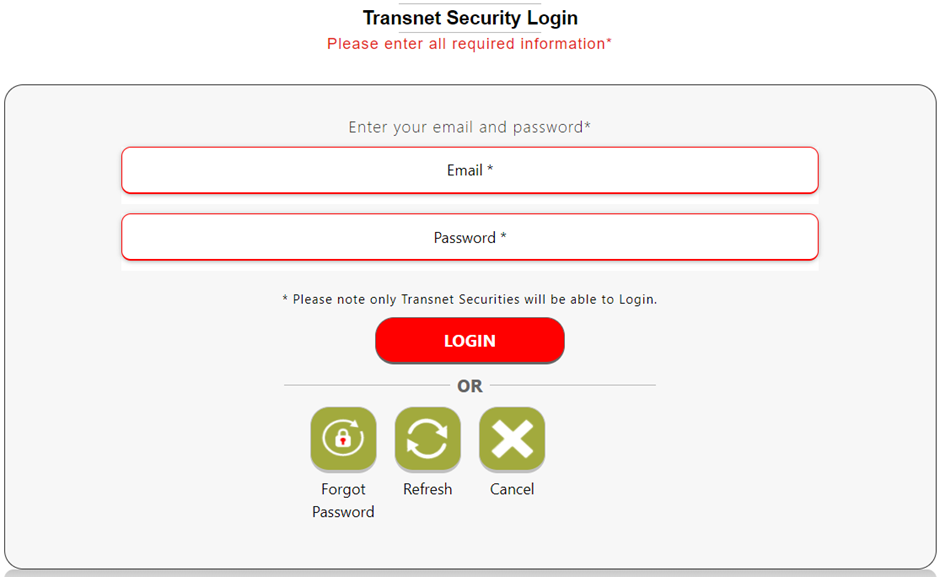 Transnet Security Login
Please enter all required information*
Enter your email and password*
Email *
Password *
* Please note only Transnet Securities will be able to Login.
LOGIN
OR
Forgot Password
Refresh
Cancel